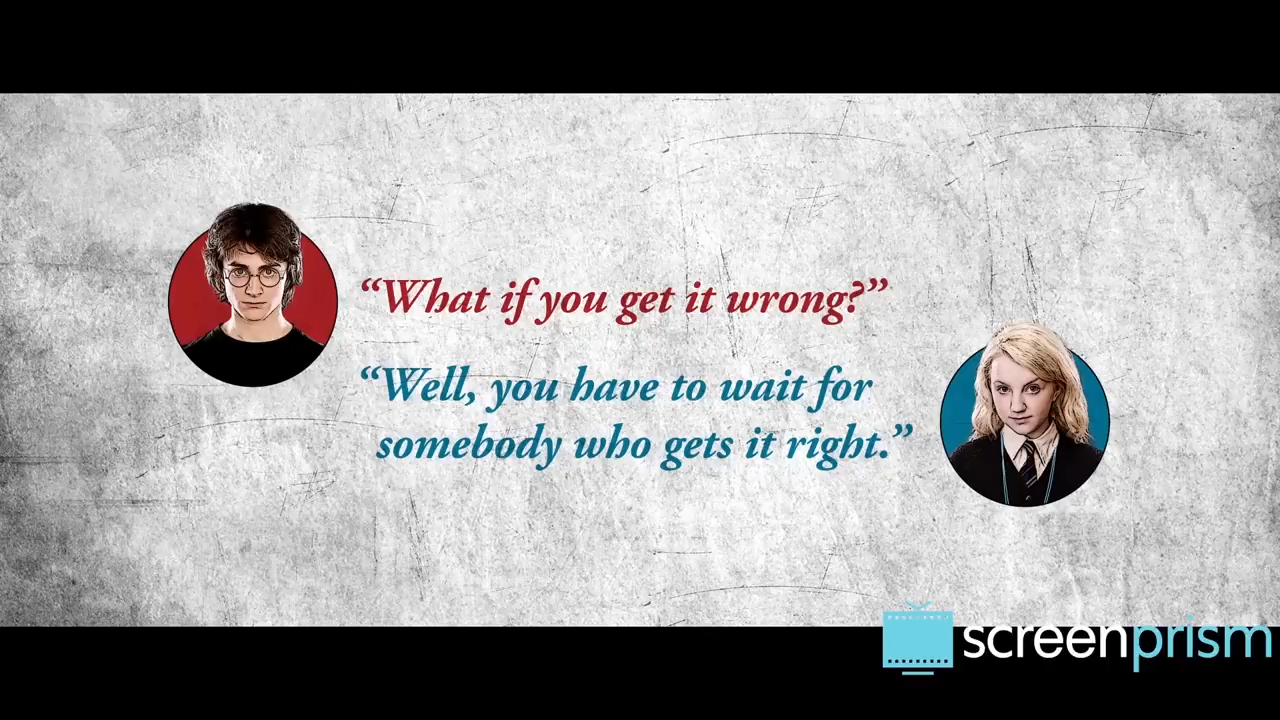 “What if you get it wrong?”
“Well, you have to wait for
somebody who gets it right.”
screenprism